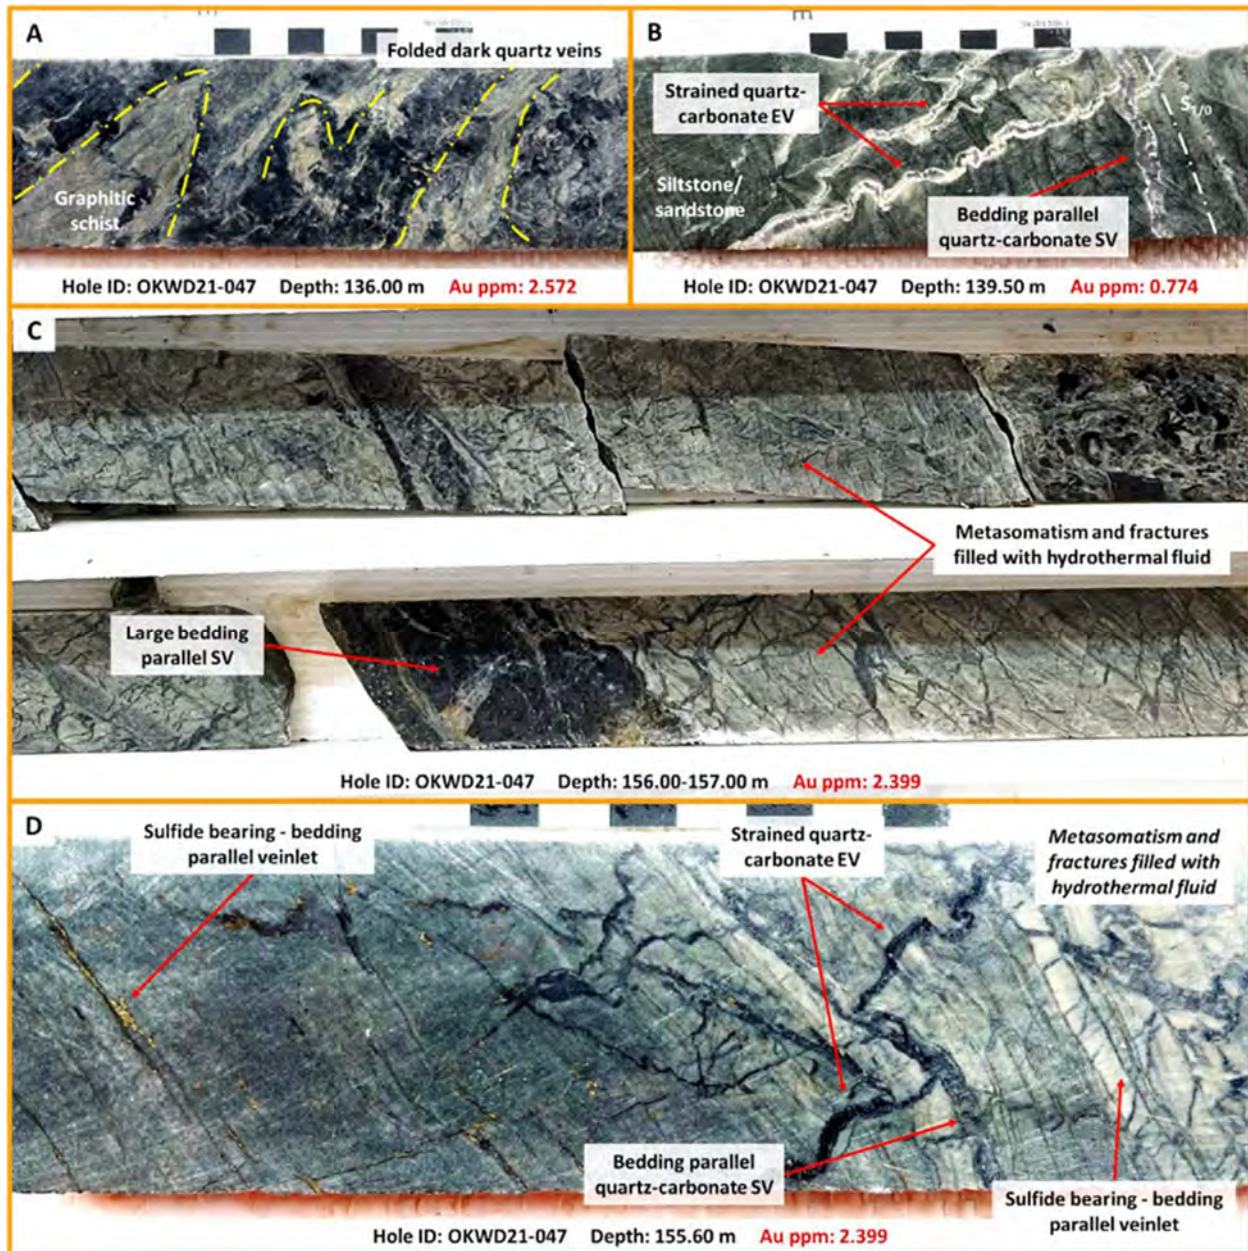 A
Folded dark quartz veins
Graphitic
schist
Hole ID: OKWD21-047 Depth: 136.00 m Au ppm: 2.572
B
Strained quartz-
carbonate EV
S1/0
Siltstone/
sandstone
Bedding parallel
quartz-carbonate SV
Hole ID: OKWD21-047 Depth: 139.50 m Au ppm: 0.774
C
Metasomatism and fractures
filled with hydrothermal fluid
Large bedding
parallel SV
Hole ID: OKWD21-047 Depth: 156.00-157.00 m Au ppm: 2.399
D
Sulfide bearing - bedding
parallel veinlet
Strained quartz-
carbonate EV
Metasomatism and
fractures filled with
hydrothermal fluid
Bedding parallel
quartz-carbonate SV
Sulfide bearing - bedding
parallel veinlet
Hole ID: OKWD21-047 Depth: 155.60 m Au ppm: 2.399